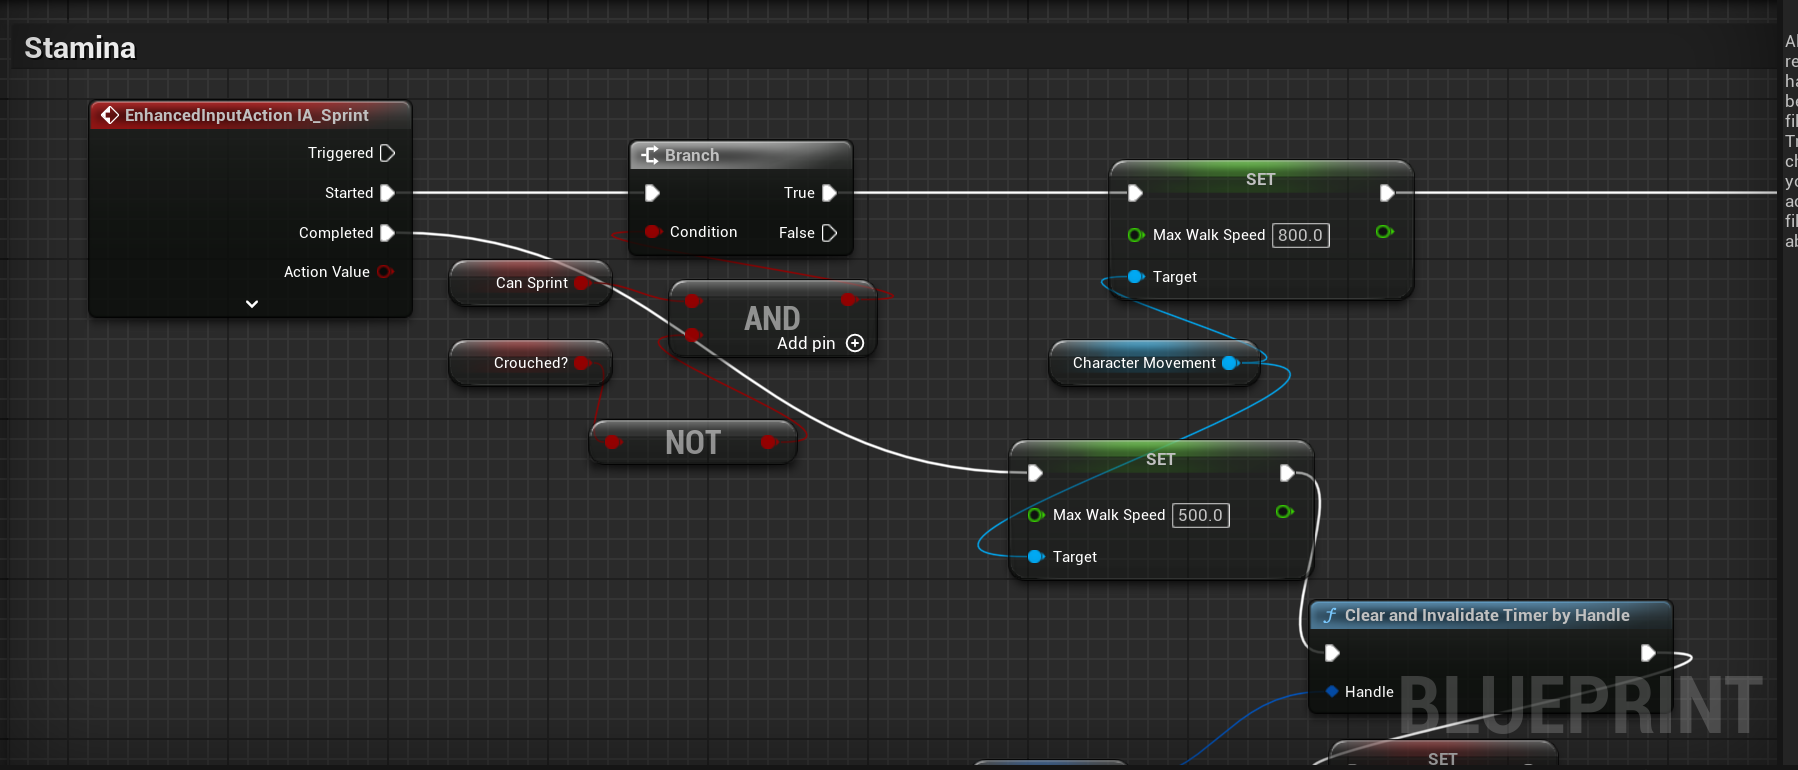 Stamina
EnhancedInputAction IA_Sprint
Triggered
Started
Completed
Action Value
Branch
True
Condition
False
Can Sprint
AND
Add pin
Crouched?
NOT
SET
Max Walk Speed 800.0
Target
Character Movement
SET
Max Walk Speed 500.0
Target
Clear and Invalidate Timer by Handle
Handle
BLUEPRINT
SET